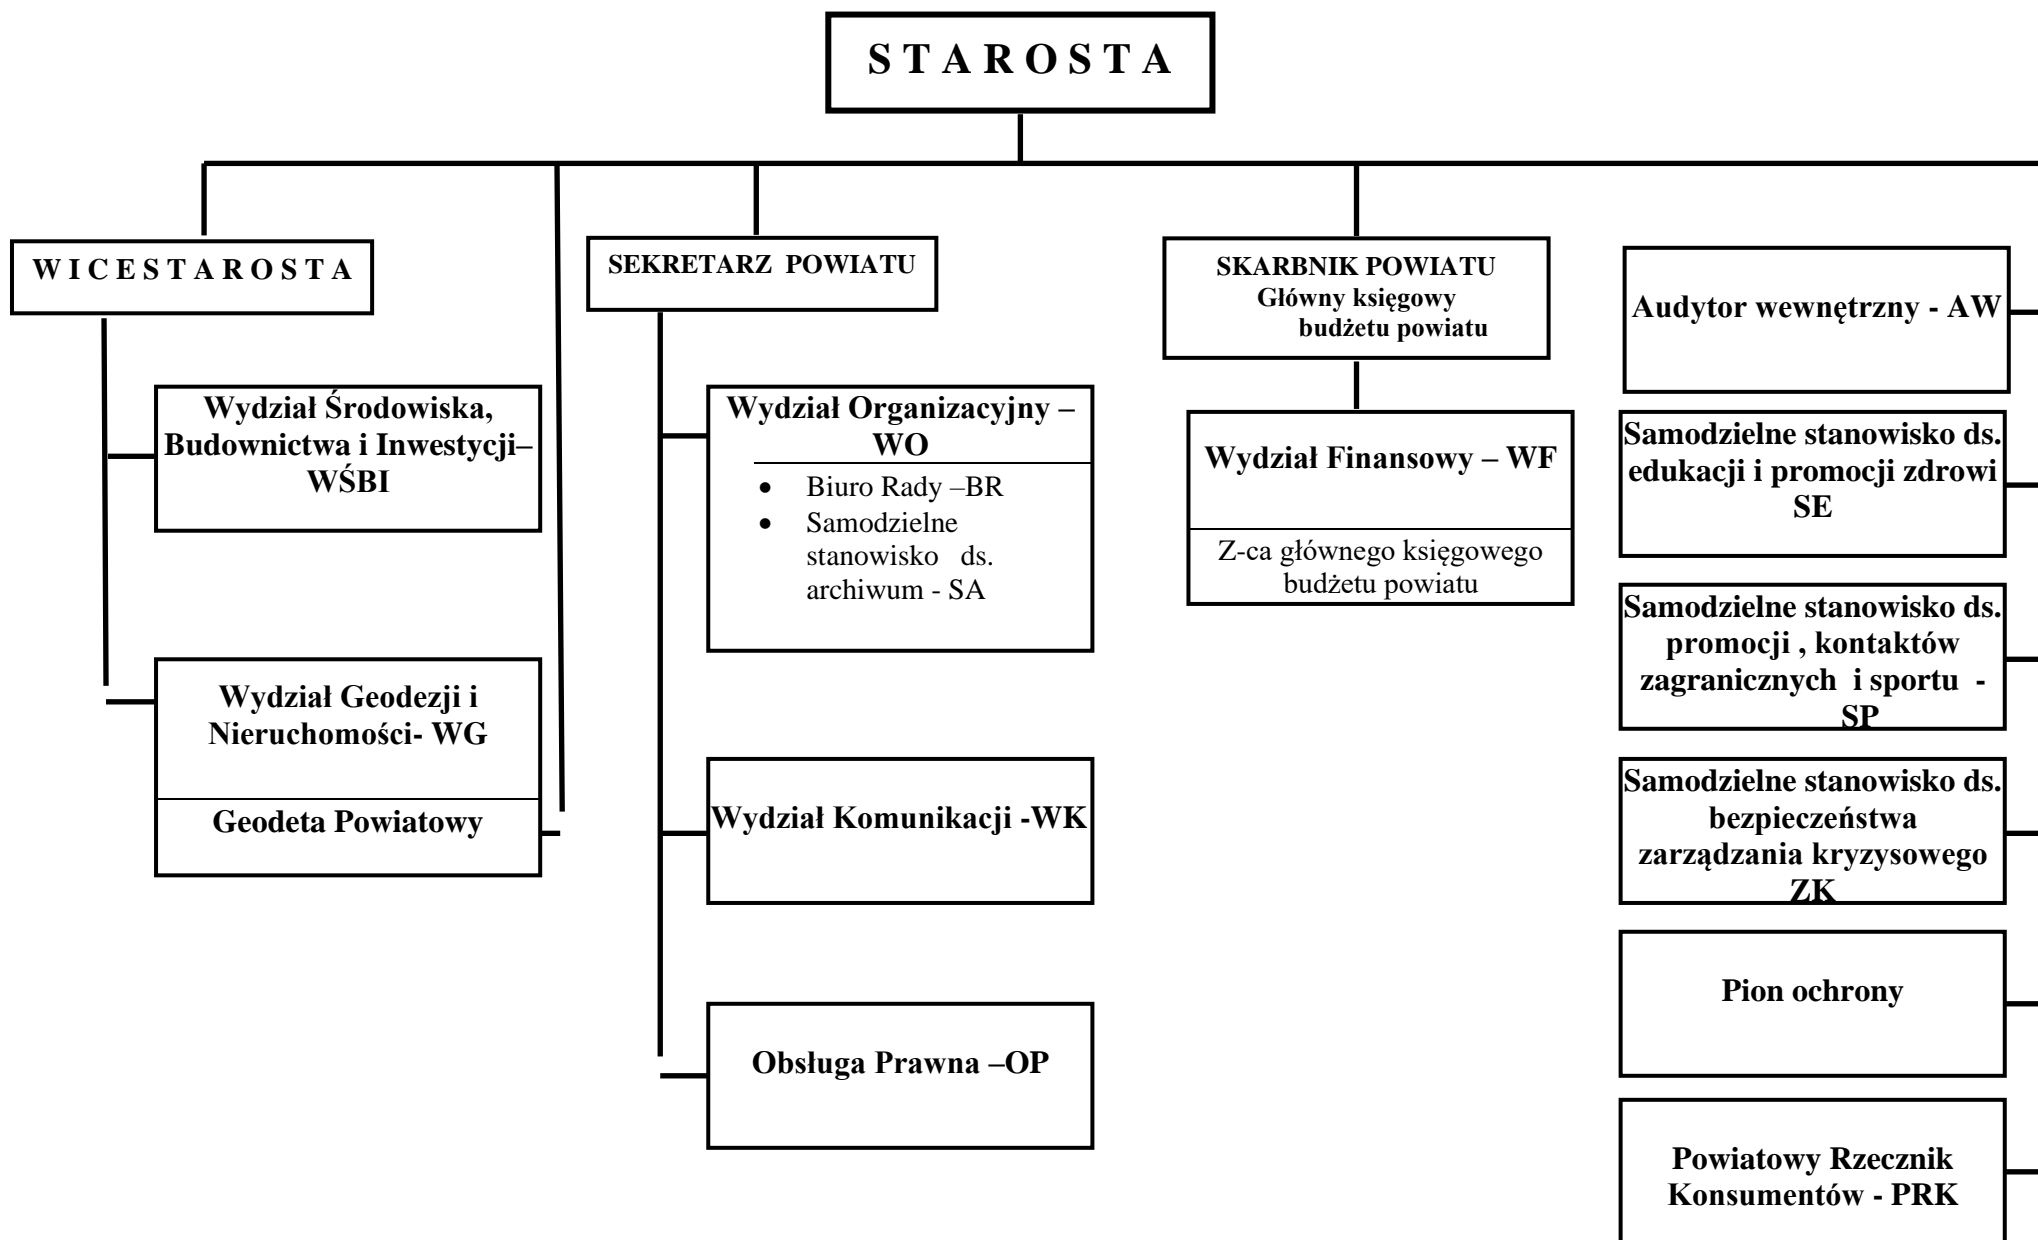 S T A R O S T A
W I C E S T A R O S T A
Wydział Środowiska,
Budownictwa i Inwestycji–
WŚBI
Wydział Geodezji i
Nieruchomości- WG
Geodeta Powiatowy
SEKRETARZ POWIATU
Wydział Organizacyjny –
WO
• Biuro Rady –BR
• Samodzielne
stanowisko ds.
archiwum - SA
Wydział Komunikacji -WK
Obsługa Prawna –OP
SKARBNIK POWIATU
Główny księgowy
budżetu powiatu
Wydział Finansowy – WF
Z-ca głównego księgowego
budżetu powiatu
Audytor wewnętrzny - AW
Samodzielne stanowisko ds.
edukacji i promocji zdrowi
SE
Samodzielne stanowisko ds.
promocji , kontaktów
zagranicznych i sportu -
SP
Samodzielne stanowisko ds.
bezpieczeństwa
zarządzania kryzysowego
ZK
Pion ochrony
Powiatowy Rzecznik
Konsumentów - PRK